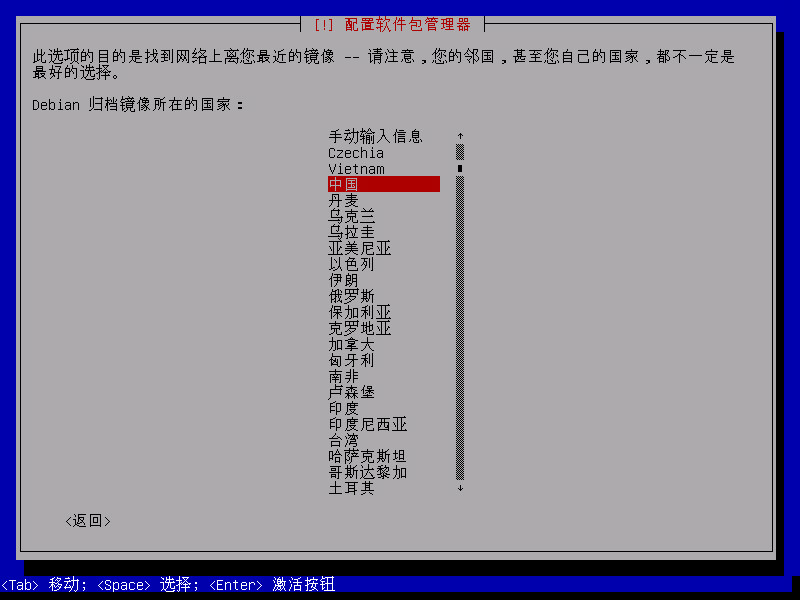 [!] 配置软件包管理器
此选项的目的是找到网络上离您最近的镜像 -- 请注意,您的邻国,甚至您自己的国家,都不一定是
最好的选择。
Debian 归档镜像所在的国家:
手动输入信息
Czechia
Vietnam
中国
丹麦
乌克兰
乌拉圭
亚美尼亚
以色列
伊朗
俄罗斯
保加利亚
克罗地亚
加拿大
匈牙利
南非
卢森堡
印度
印度尼西亚
台湾
哈萨克斯坦
哥斯达黎加
土耳其
<返回>
<Tab> 移动; <Space> 选择; <Enter> 激活按钮